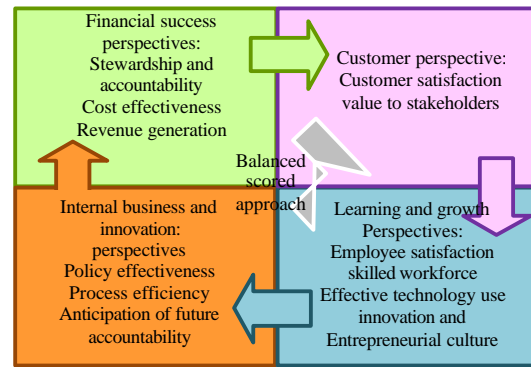 Financial success
perspectives:
Stewardship and
accountability
Cost effectiveness
Revenue generation
Customer perspective:
Customer satisfaction
value to stakeholders
Balanced
scored
approach
Internal business and
innovation:
perspectives
Policy effectiveness
Process efficiency
Anticipation of future
accountability
Learning and growth
Perspectives:
Employee satisfaction
skilled workforce
Effective technology use
innovation and
Entrepreneurial culture